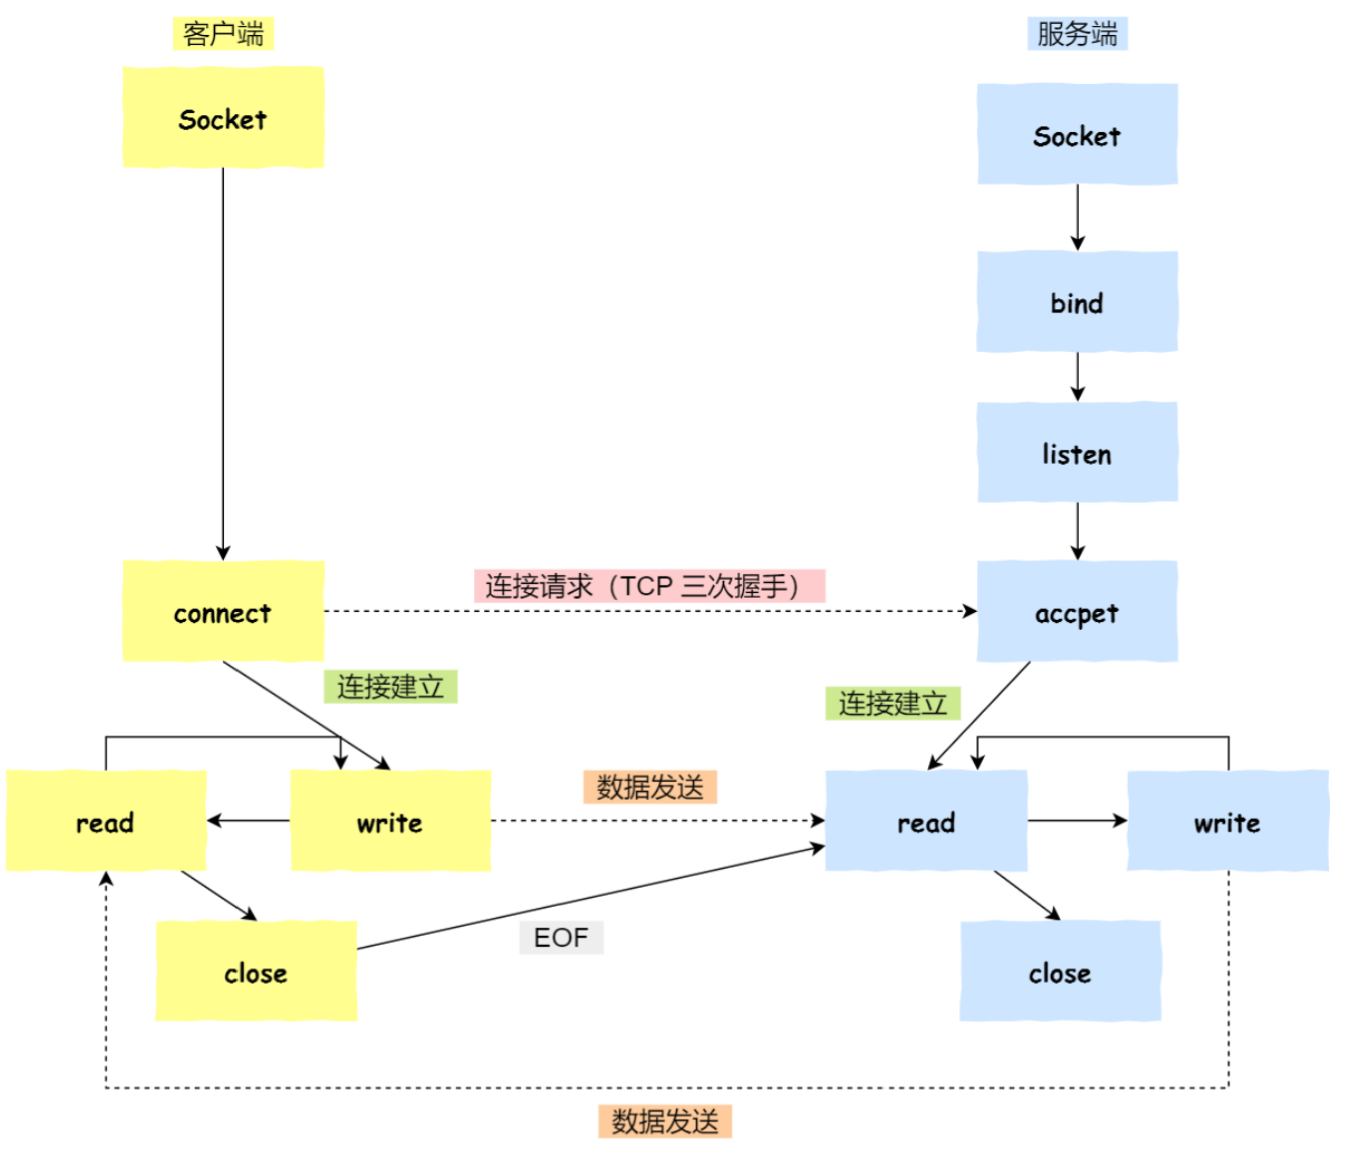 客户端
服务端
Socket
Socket
bind
listen
connect
连接请求（TCP 三次握手）
accpet
连接建立
连接建立
read
write
数据发送
read
write
close
EOF
close
数据发送